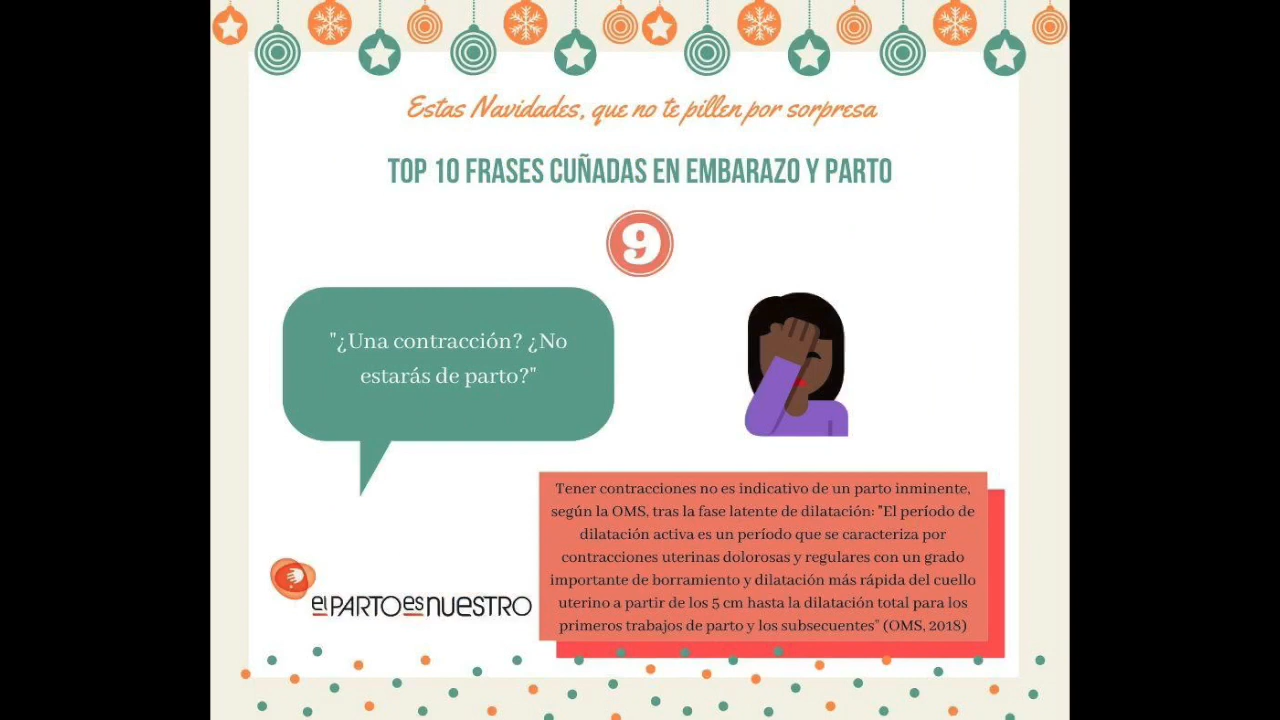 Estas Navidades, que no te pillen por sorpresa
TOP 10 FRASES CUÑADAS EN EMBARAZO Y PARTO
9
"¿Una contracción? ¿No
estarás de parto?"
Tener contracciones no es indicativo de un parto inminente,
según la OMS, tras la fase latente de dilatación: "El período de
dilatación activa es un período que se caracteriza por
contracciones uterinas dolorosas y regulares con un grado
importante de borramiento y dilatación más rápida del cuello
uterino a partir de los 5 cm hasta la dilatación total para los
primeros trabajos de parto y los subsecuentes" (OMS, 2018)
el PARTO es NUESTRO